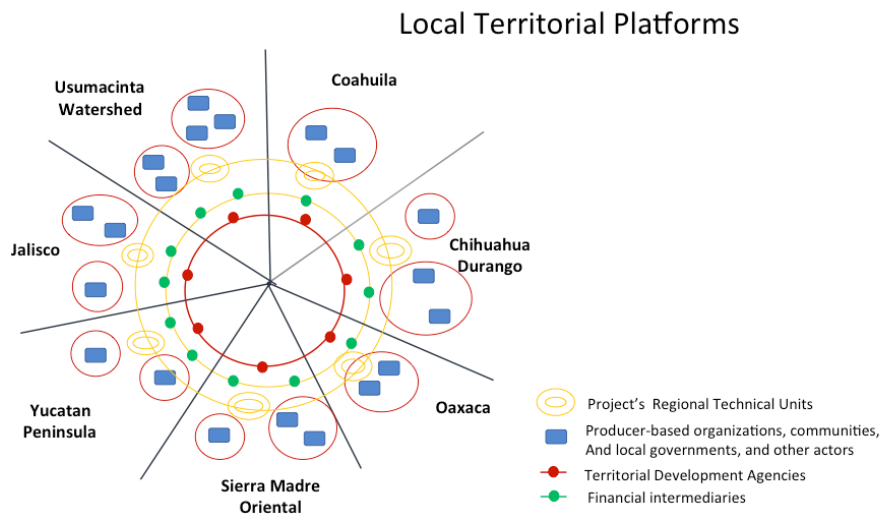 Local Territorial Platforms
Usumacinta
Watershed
Coahuila
Jalisco
Chihuahua
Durango
Yucatan
Peninsula
Oaxaca
Sierra Madre
Oriental
Project's Regional Technical Units
Producer-based organizations, communities,
And local governments, and other actors
Territorial Development Agencies
Financial intermediaries